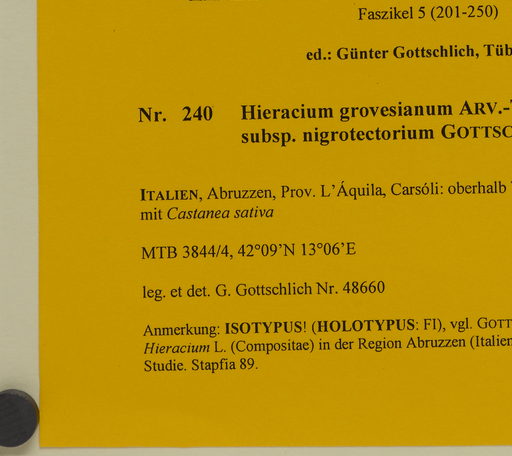 Faszikel 5 (201-250)
ed.: Günter Gottschlich, Tüb
Nr. 240 Hieracium grovesianum ARV.-
subsp. nigrotectorium GOTTSC
ITALIEN, Abruzzen, Prov. L'Áquila, Carsóli: oberhalb
mit Castanea sativa
MTB 3844/4, 42°09'N 13°06'E
leg. et det. G. Gottschlich Nr. 48660
Anmerkung: ISOTYPUS! (HOLOTYPUS: FI), vgl. GOTT
Hieracium L. (Compositae) in der Region Abruzzen (Italien
Studie. Stapfia 89.